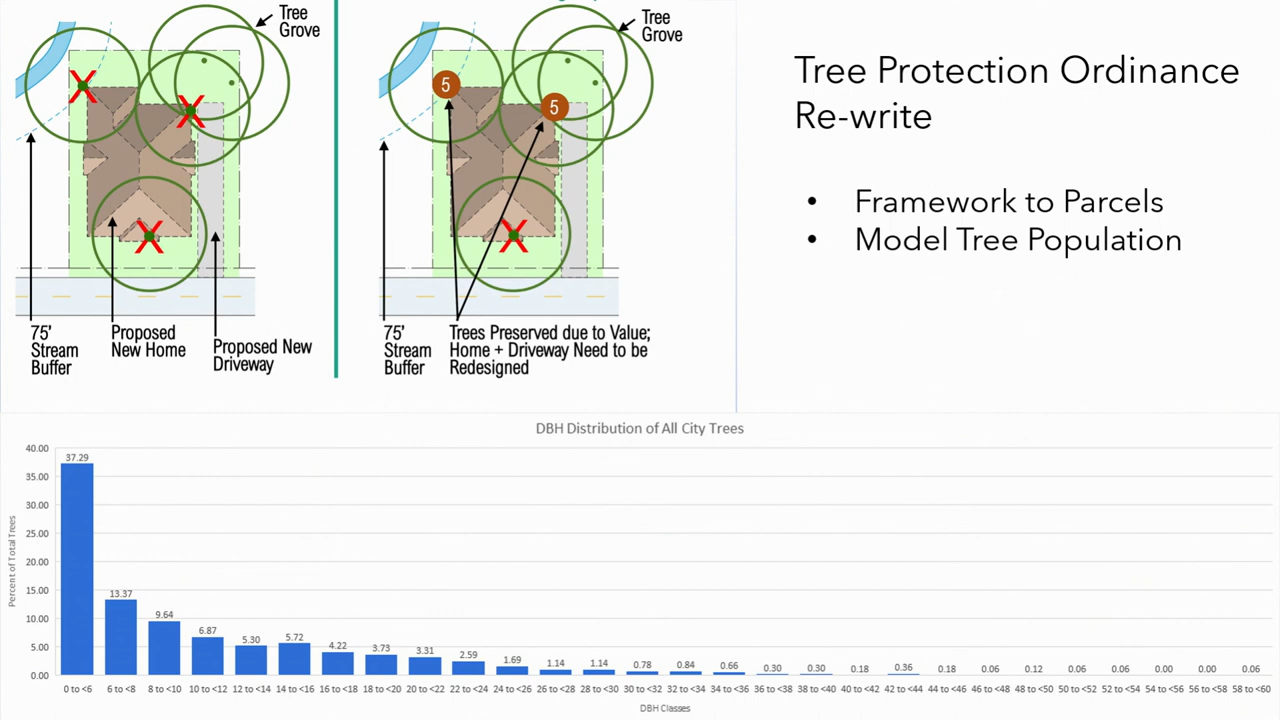 Tree
Grove
75'
Stream
Buffer
Proposed
New Home
Proposed New
Driveway
Tree
Grove
5
5
75'
Stream
Buffer
Trees Preserved due to Value;
Home + Driveway Need to be
Redesigned
Tree Protection Ordinance
Re-write
• Framework to Parcels
• Model Tree Population
DBH Distribution of All City Trees
Percent of Total Trees
40.00
35.00
30.00
25.00
20.00
15.00
10.00
5.00
0.00
37.29 13.37 9.64 6.87 5.30 5.72 4.22 3.73 3.31 2.59 1.69 1.14 1.14 0.78 0.84 0.66 0.30 0.30 0.18 0.36 0.18 0.06 0.12 0.06 0.06 0.00 0.00 0.06
0 to <6 6 to <8 8 to <10 10 to <12 12 to <14 14 to <16 16 to <18 18 to <20 20 to <22 22 to <24 24 to <26 26 to <28 28 to <30 30 to <32 32 to <34 34 to <36 36 to <38 38 to <40 40 to <42 42 to <44 44 to <46 46 to <48 48 to <50 50 to <52 52 to <54 54 to <56 56 to <58 58 to <60
DBH Classes